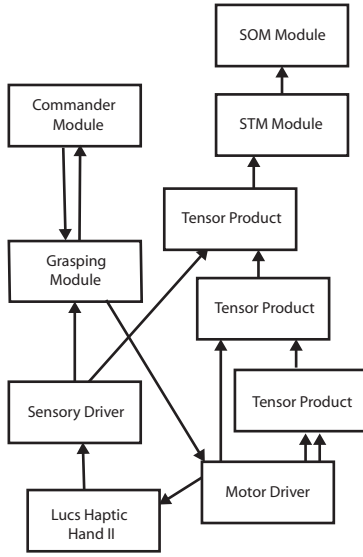 SOM Module
Commander
Module
STM Module
Tensor Product
Grasping
Module
Tensor Product
Tensor Product
Sensory Driver
Motor Driver
Lucs Haptic
Hand II